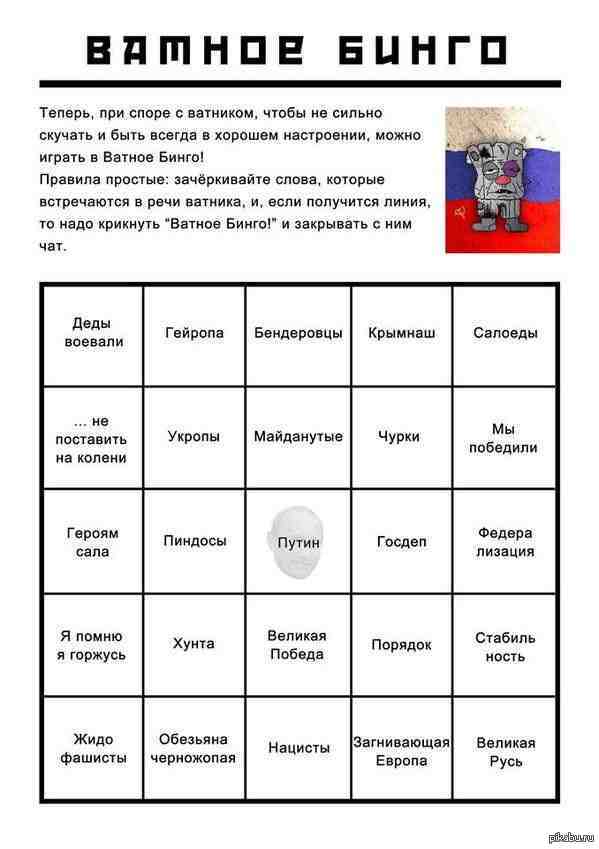 ВАТНОЕ БИНГО
Теперь, при споре с ватником, чтобы не сильно
скучать и быть всегда в хорошем настроении, можно
играть в Ватное Бинго!
Правила простые: зачёркивайте слова, которые
встречаются в речи ватника, и, если получится линия,
то надо крикнуть "Ватное Бинго!" и закрывать с ним
чат.
Деды
воевали
Гейропа
Бендеровцы
Крымнаш
Салоеды
... не
поставить
на колени
Укропы
Майданутые
Чурки
Мы
победили
Героям
сала
Пиндосы
Путин
Госдеп
Федера
лизация
Я помню
я горжусь
Хунта
Великая
Победа
Порядок
Стабиль
ность
Жидо
фашисты
Обезьяна
черножопая
Нацисты
Загнивающая
Европа
Великая
Русь
pikabu.ru